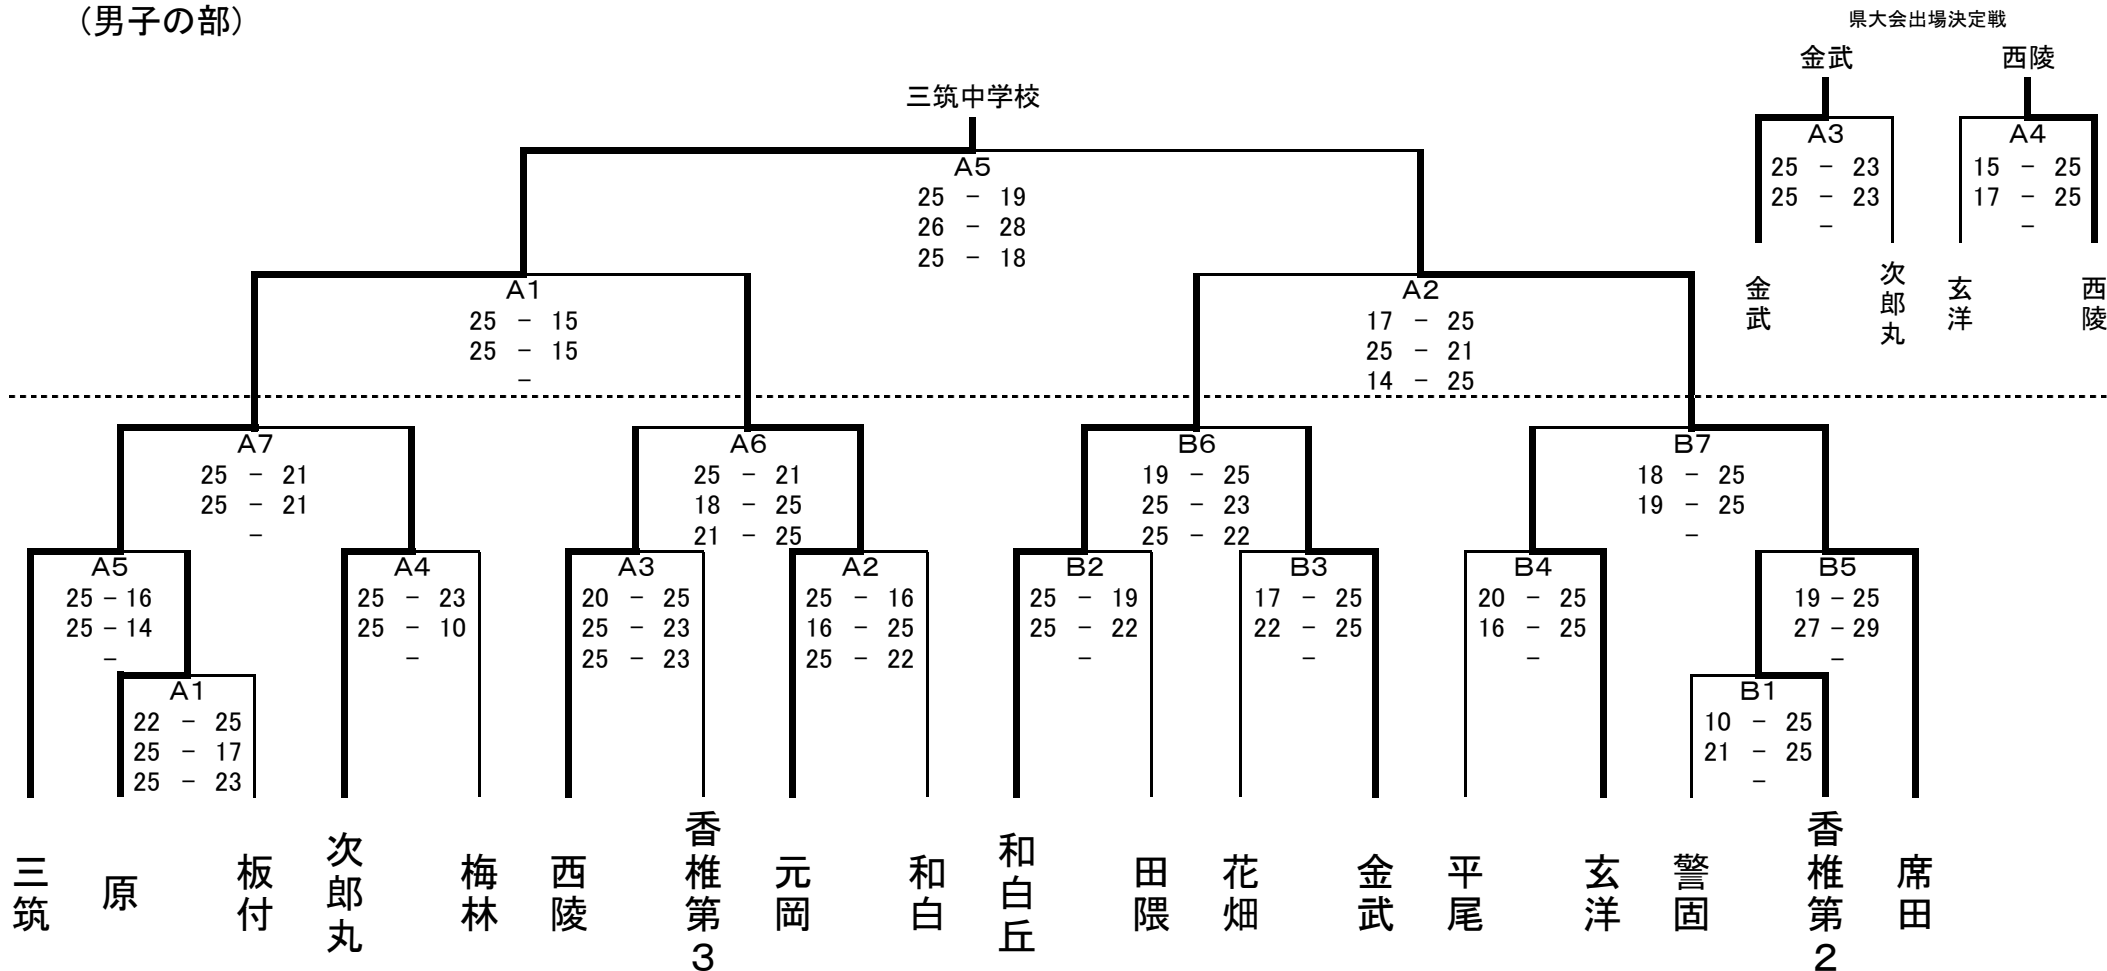 （男子の部）
県大会出場決定戦
金武
西陵
三筑中学校
A5
25 － 19
26 － 28
25 － 18
A3
25 － 23
25 － 23
－
A4
15 － 25
17 － 25
－
金武
次郎丸
玄洋
西陵
A1
25 － 15
25 － 15
－
A2
17 － 25
25 － 21
14 － 25
A7
25 － 21
25 － 21
－
A6
25 － 21
18 － 25
21 － 25
B6
19 － 25
25 － 23
25 － 22
B7
18 － 25
19 － 25
－
A5
25 － 16
25 － 14
－
A4
25 － 23
25 － 10
－
A3
20 － 25
25 － 23
25 － 23
A2
25 － 16
16 － 25
25 － 22
B2
25 － 19
25 － 22
－
B3
17 － 25
22 － 25
－
B4
20 － 25
16 － 25
－
B5
19 － 25
27 － 29
－
A1
22 － 25
25 － 17
25 － 23
B1
10 － 25
21 － 25
－
三筑
原
板付
次郎丸
梅林
西陵
香椎第３
元岡
和白
和白丘
田隈
花畑
金武
平尾
玄洋
警固
香椎第２
席田